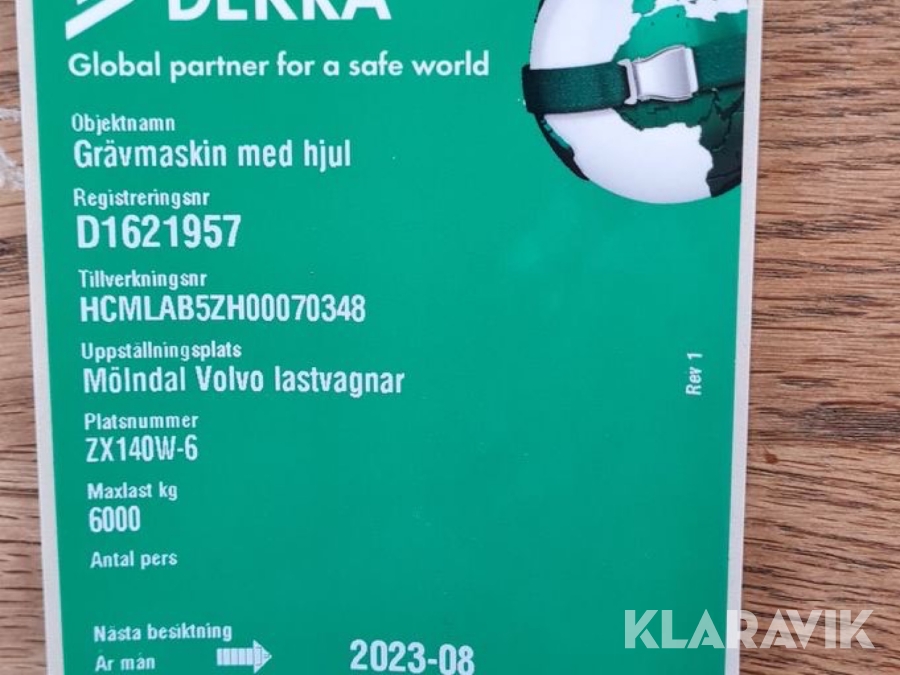 DEKRA
Global partner for a safe world
Objektnamn
Grävmaskin med hjul
Registreringsnr
D1621957
Tillverkningsnr
HCMLAB5ZH00070348
Uppställningsplats
Mölndal Volvo lastvagnar
Platsnummer
ZX140W-6
Maxlast kg
6000
Antal pers
Nästa besiktning
År mån 2023-08
Rev 1
KLARAVIK